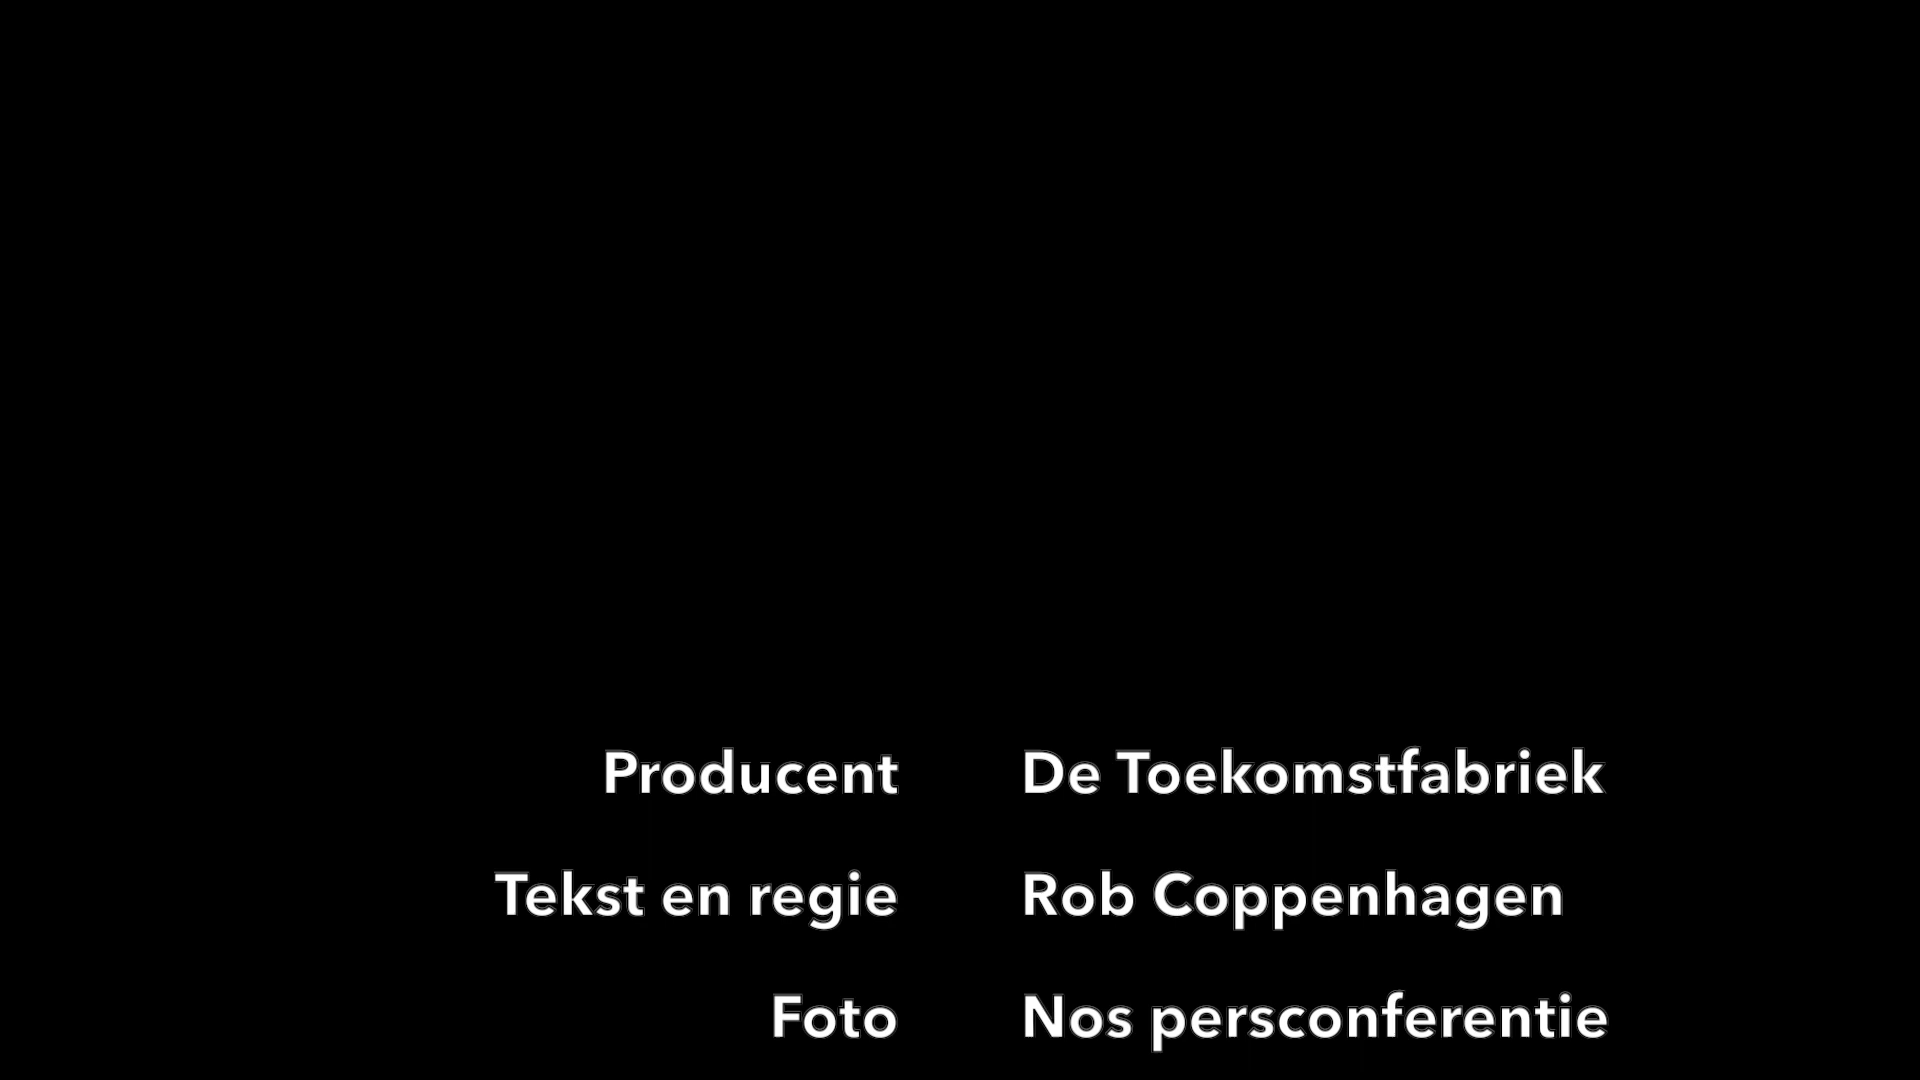 Producent De Toekomstfabriek
Tekst en regie Rob Coppenhagen
Foto Nos persconferentie